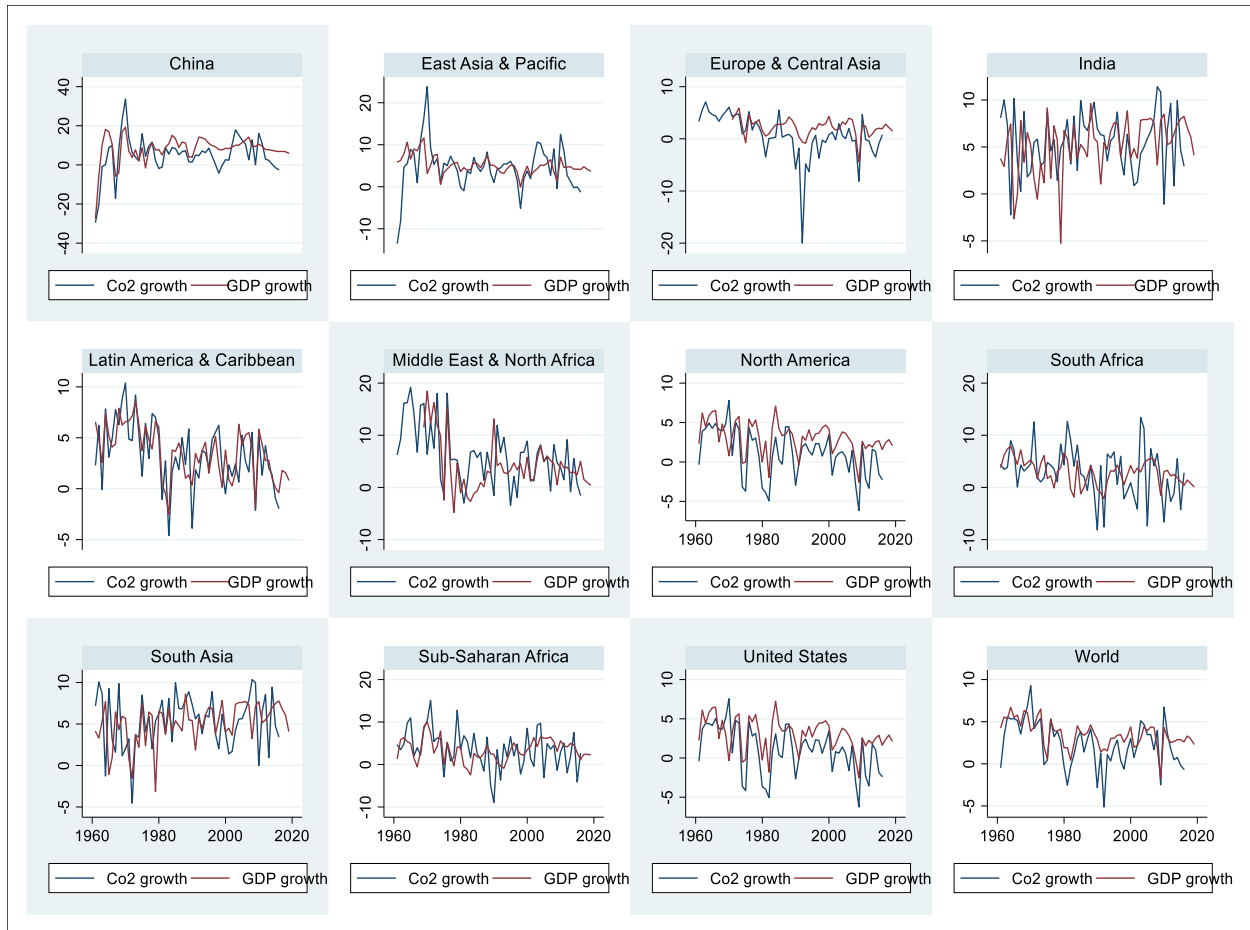 China
40
20
0
-20
-40
Co2 growth GDP growth
East Asia & Pacific
20
10
0
-10
Co2 growth GDP growth
Europe & Central Asia
10
0
-10
-20
Co2 growth GDP growth
India
10
5
0
-5
Co2 growth GDP growth
Latin America & Caribbean
10
5
0
-5
Co2 growth GDP growth
Middle East & North Africa
20
10
0
-10
Co2 growth GDP growth
North America
10
5
0
-5
1960 1980 2000 2020
Co2 growth GDP growth
South Africa
20
10
0
-10
Co2 growth GDP growth
South Asia
10
5
0
-5
1960 1980 2000 2020
Co2 growth GDP growth
Sub-Saharan Africa
20
10
0
-10
1960 1980 2000 2020
Co2 growth GDP growth
United States
10
5
0
-5
1960 1980 2000 2020
Co2 growth GDP growth
World
10
5
0
-5
1960 1980 2000 2020
Co2 growth GDP growth